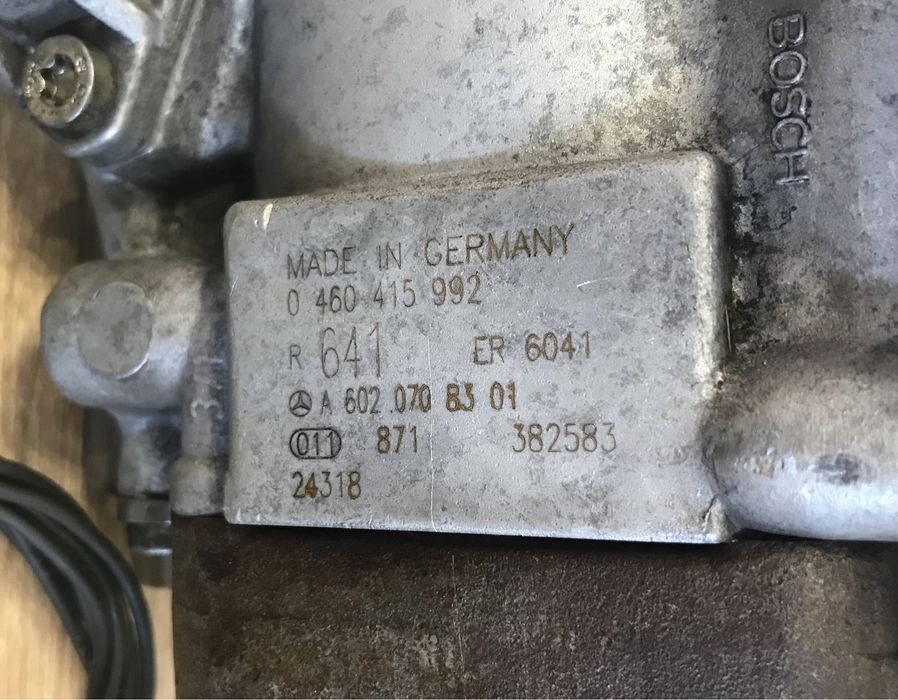 BOSCH
MADE IN GERMANY
0 460 415 992
R 641 ER 6041
A 602 070 83 01
011 871 382583
24318